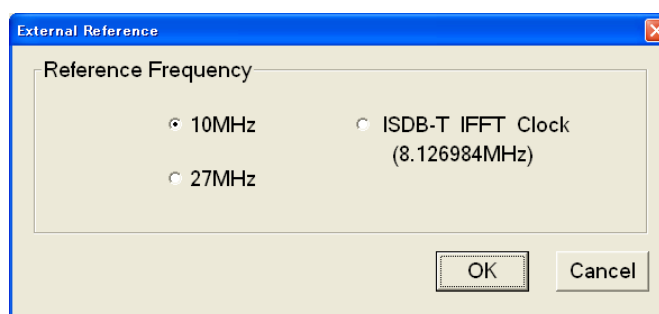 External Reference
Reference Frequency
10MHz
ISDB-T IFFT Clock
(8.126984MHz)
27MHz
OK
Cancel